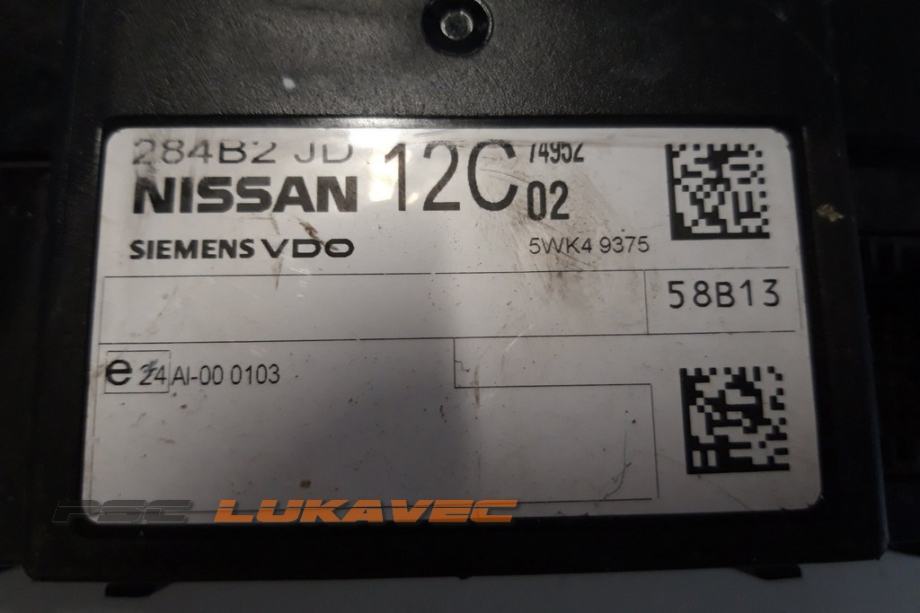 284B2 JD 12C 74952
NISSAN 02
SIEMENS VDO 5WK4 9375
58B13
e 24 AI-00 0103
PSC LUKAVEC